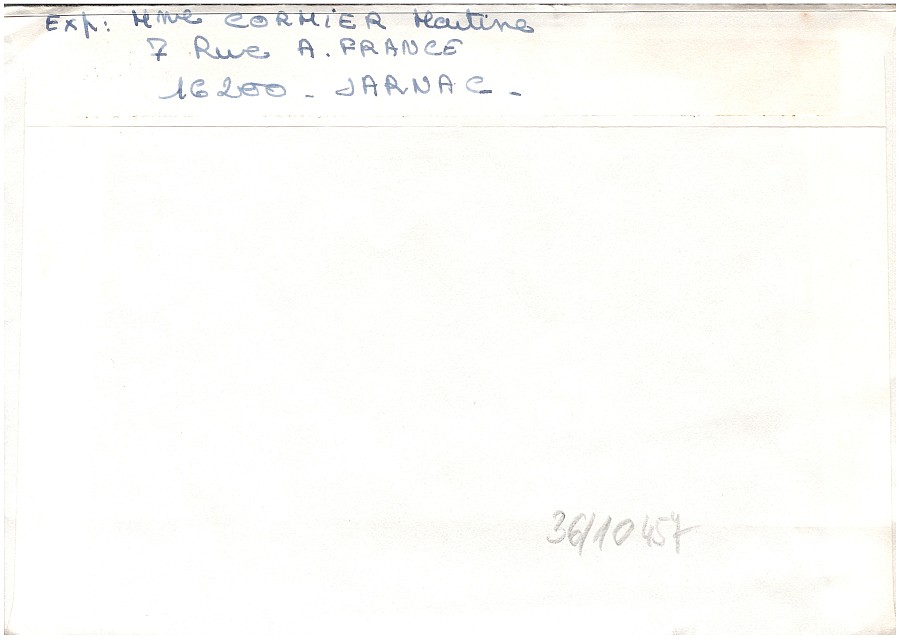 Exp: Mme CORMIER Martine
7 Rue A. FRANCE
16200 - JARNAC -
36/10457